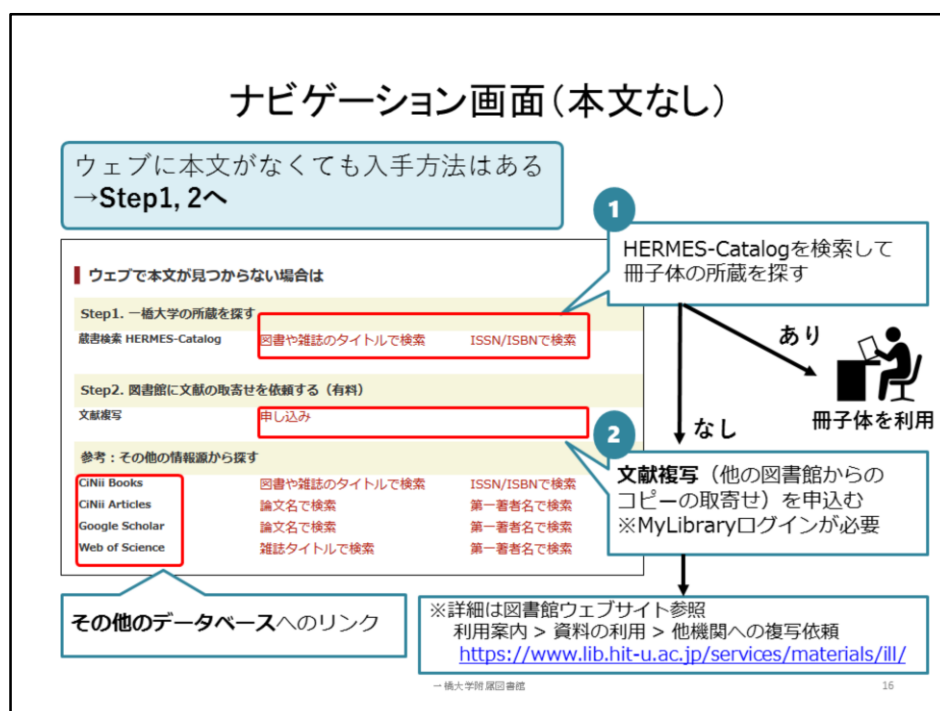 ナビゲーション画面(本文なし)
ウェブに本文がなくても入手方法はある
→Step1, 2へ
1
HERMES-Catalogを検索して
冊子体の所蔵を探す
ウェブで本文が見つからない場合は
Step1. 一橋大学の所蔵を探す
蔵書検索 HERMES-Catalog 図書や雑誌のタイトルで検索 ISSN/ISBNで検索
あり
冊子体を利用
Step2. 図書館に文献の取寄せを依頼する(有料)
文献複写 申し込み
なし
2
文献複写(他の図書館からの
コピーの取寄せ)を申込む
※MyLibraryログインが必要
参考:その他の情報源から探す
CiNii Books 図書や雑誌のタイトルで検索 ISSN/ISBNで検索
CiNii Articles 論文名で検索 第一著者名で検索
Google Scholar 論文名で検索 第一著者名で検索
Web of Science 雑誌タイトルで検索 第一著者名で検索
その他のデータベースへのリンク
※詳細は図書館ウェブサイト参照
利用案内 > 資料の利用 > 他機関への複写依頼
https://www.lib.hit-u.ac.jp/services/materials/ill/
一橋大学附属図書館
16